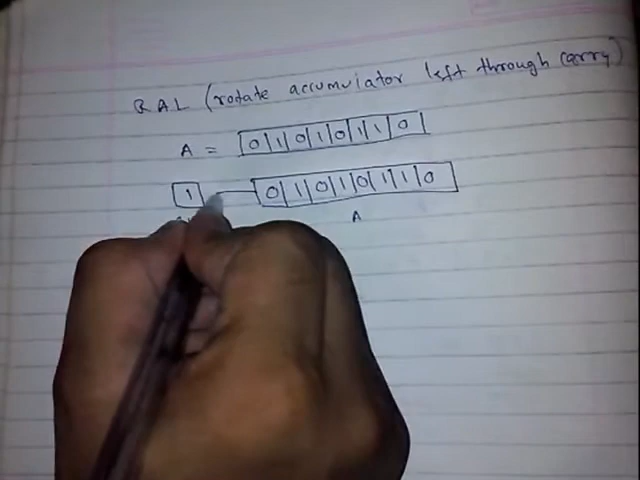 RAL (rotate accumulator left through carry)
A = 0 1 0 1 0 1 1 0
1 0 1 0 1 0 1 1 0
A